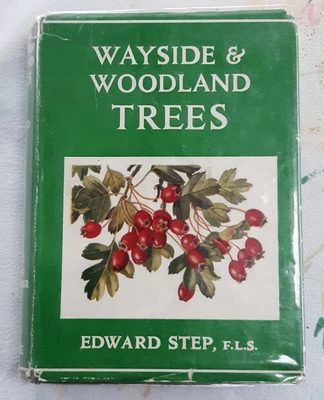 WAYSIDE &
WOODLAND
TREES
EDWARD STEP, F.L.S.